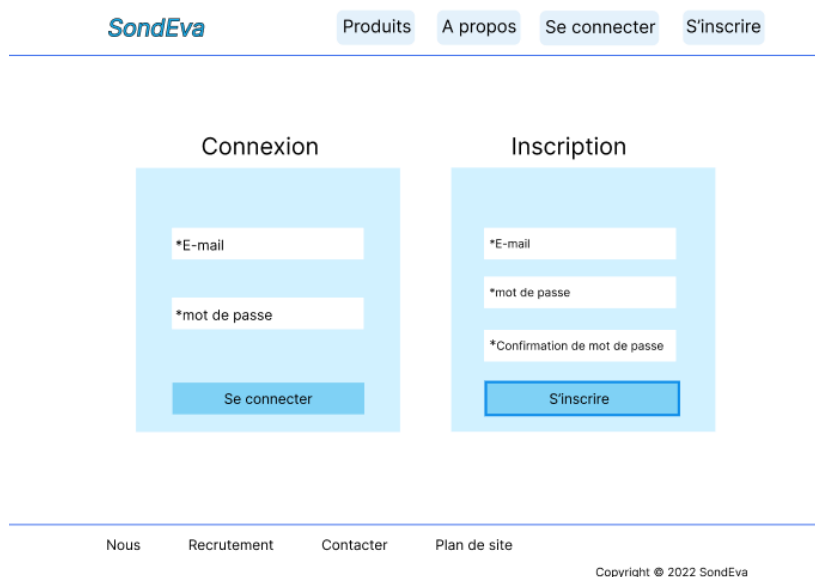 SondEva
Produits
A propos
Se connecter
S'inscrire
Connexion
*E-mail
*mot de passe
Se connecter
Inscription
*E-mail
*mot de passe
*Confirmation de mot de passe
S'inscrire
Nous
Recrutement
Contacter
Plan de site
Copyright © 2022 SondEva